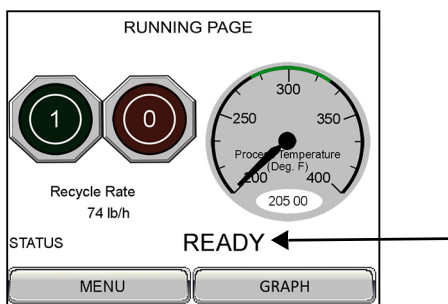 RUNNING PAGE
1
0
300
250
350
Process Temperature
(Deg. F)
200
400
205 00
Recycle Rate
74 lb/h
STATUS
READY
MENU
GRAPH